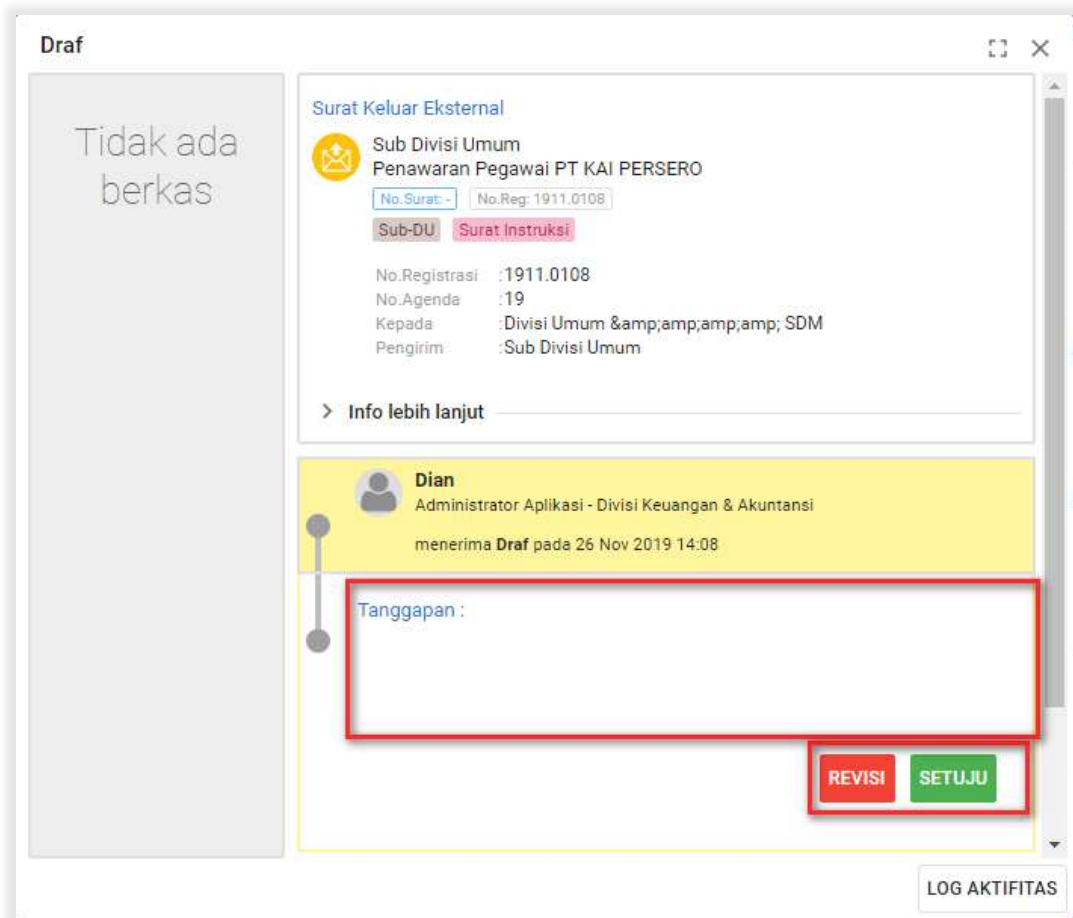 Draf
Tidak ada
berkas
Surat Keluar Eksternal
Sub Divisi Umum
Penawaran Pegawai PT KAI PERSERO
No.Surat: - No.Reg: 1911.0108
Sub-DU Surat Instruksi
No.Registrasi :1911.0108
No.Agenda :19
Kepada :Divisi Umum &amp;amp;amp;amp; SDM
Pengirim :Sub Divisi Umum
Info lebih lanjut
Dian
Administrator Aplikasi - Divisi Keuangan & Akuntansi
menerima Draf pada 26 Nov 2019 14:08
Tanggapan :
REVISI SETUJU
LOG AKTIFITAS